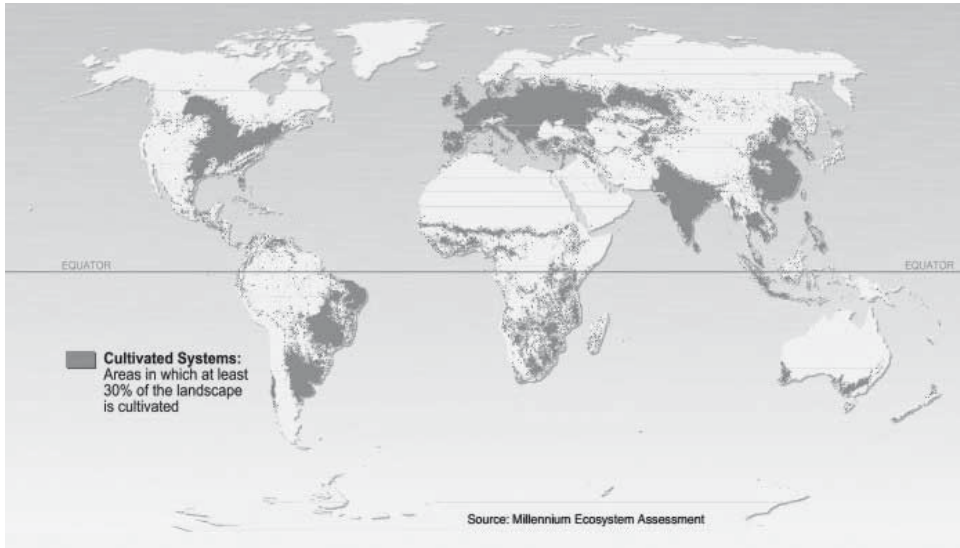 EQUATOR
EQUATOR
Cultivated Systems:
Areas in which at least
30% of the landscape
is cultivated
Source: Millennium Ecosystem Assessment